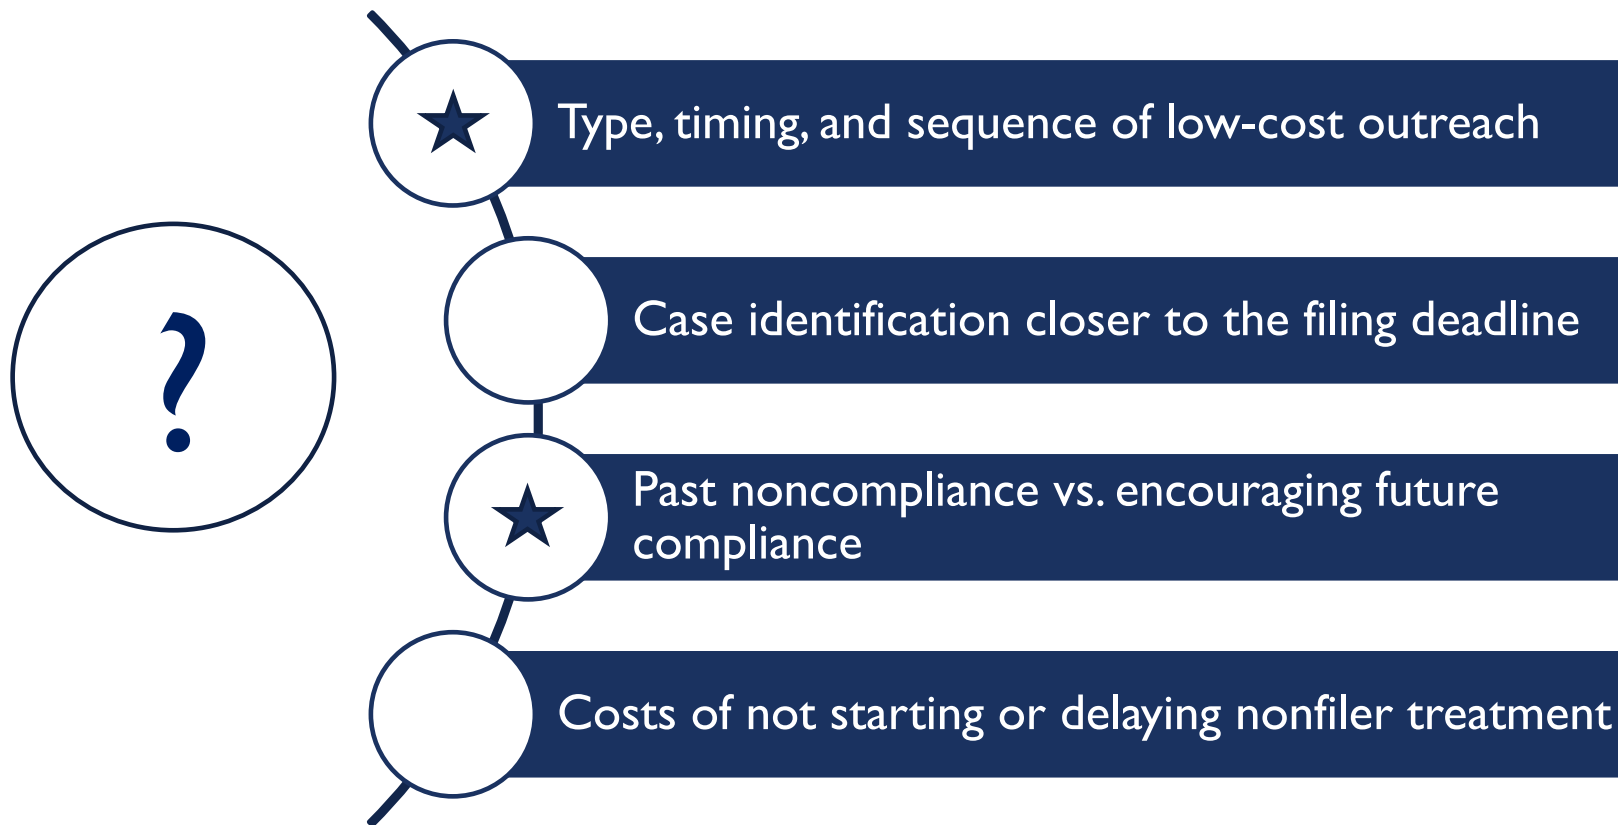 ?
Type, timing, and sequence of low-cost outreach
Case identification closer to the filing deadline
Past noncompliance vs. encouraging future
compliance
Costs of not starting or delaying nonfiler treatment